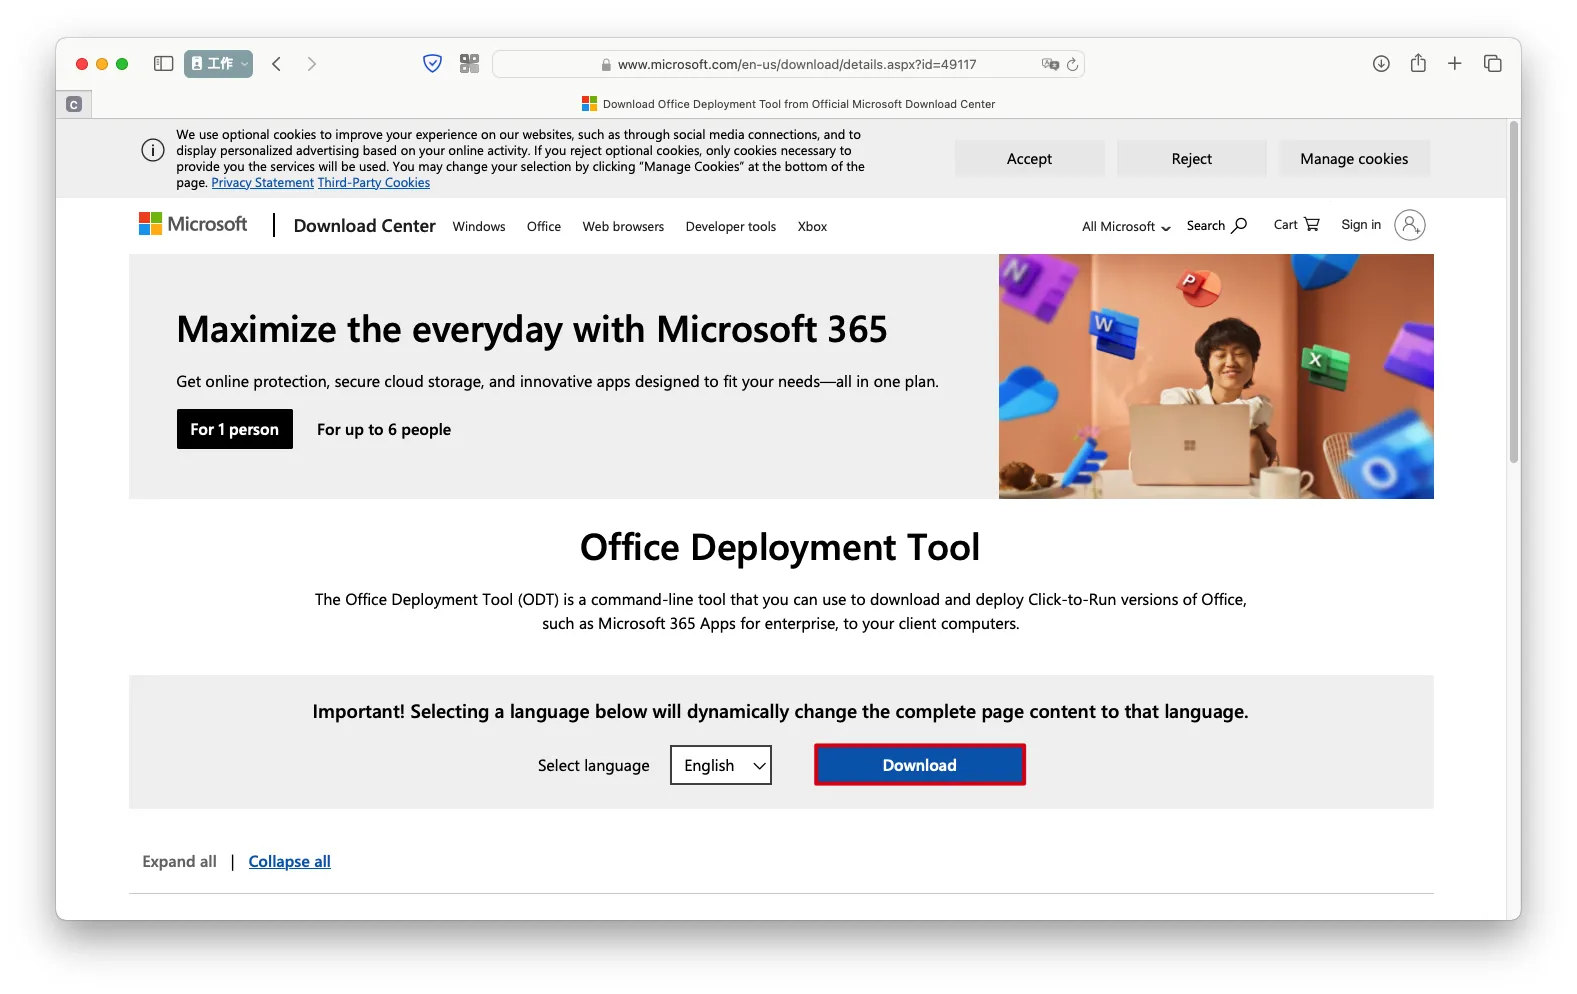 工作
www.microsoft.com/en-us/download/details.aspx?id=49117
C
Download Office Deployment Tool from Official Microsoft Download Center
We use optional cookies to improve your experience on our websites, such as through social media connections, and to
display personalized advertising based on your online activity. If you reject optional cookies, only cookies necessary to
provide you the services will be used. You may change your selection by clicking “Manage Cookies” at the bottom of the
page. Privacy Statement Third-Party Cookies
Accept
Reject
Manage cookies
Microsoft
Download Center
Windows
Office
Web browsers
Developer tools
Xbox
All Microsoft
Search
Cart
Sign in
Maximize the everyday with Microsoft 365
Get online protection, secure cloud storage, and innovative apps designed to fit your needs—all in one plan.
For 1 person
For up to 6 people
N
P
W
X
O
Office Deployment Tool
The Office Deployment Tool (ODT) is a command-line tool that you can use to download and deploy Click-to-Run versions of Office,
such as Microsoft 365 Apps for enterprise, to your client computers.
Important! Selecting a language below will dynamically change the complete page content to that language.
Select language
English
Download
Expand all | Collapse all